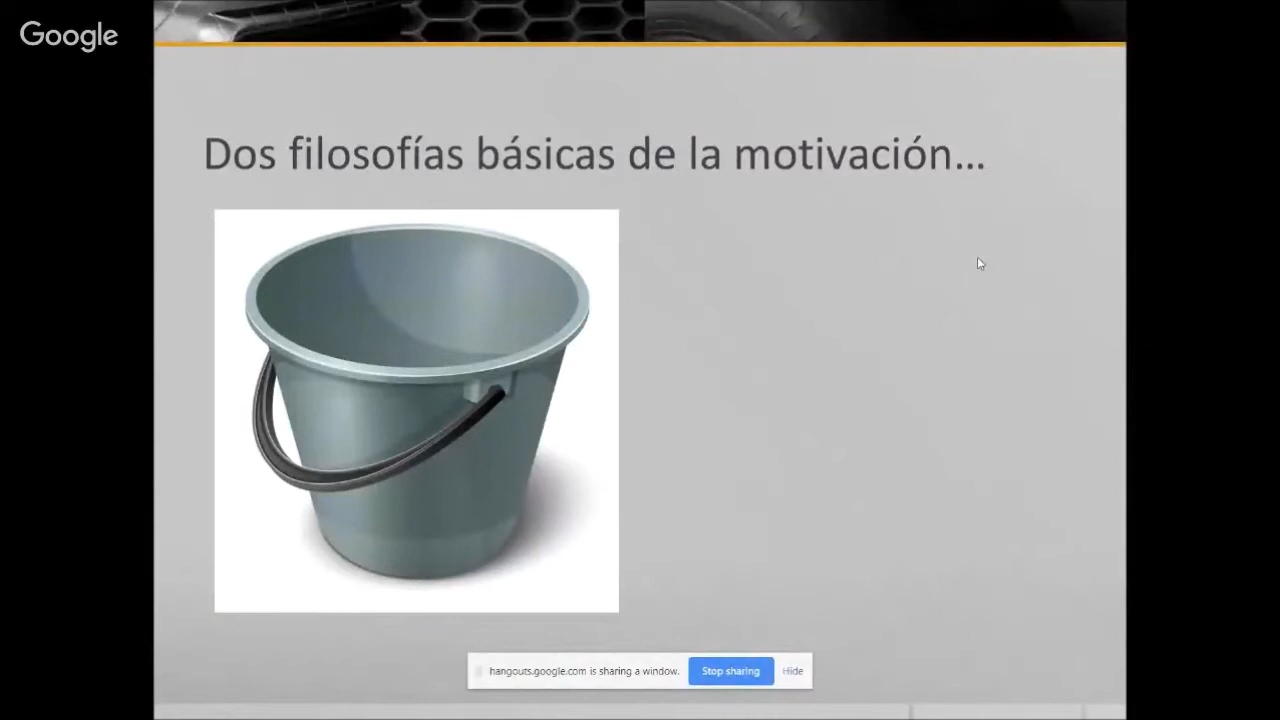 Google
Dos filosofías básicas de la motivación...
hangouts.google.com is sharing a window.
Stop sharing
Hide